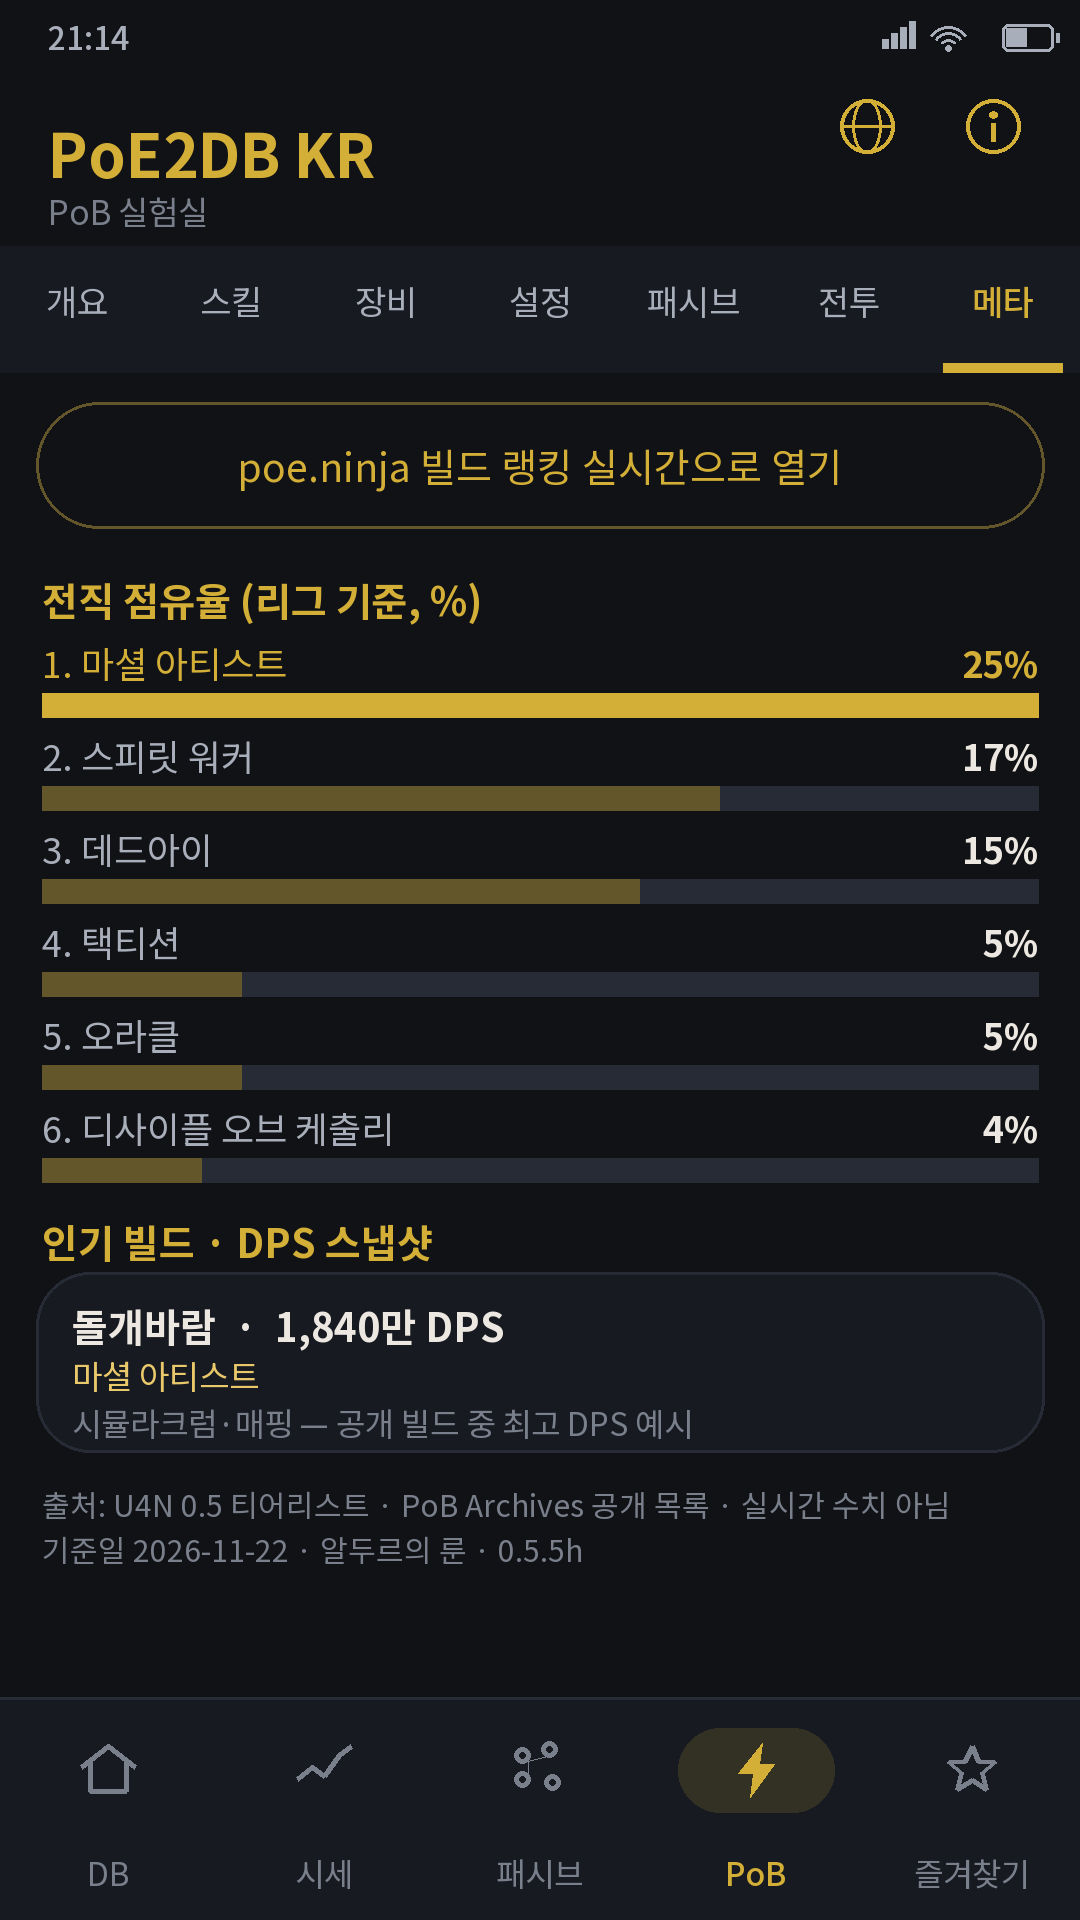 21:14
PoE2DB KR
PoB 실험실
개요 스킬 장비 설정 패시브 전투 메타
poe.ninja 빌드 랭킹 실시간으로 열기
전직 점유율 (리그 기준, %)
1. 마셜 아티스트 25%
2. 스피릿 워커 17%
3. 데드아이 15%
4. 택티션 5%
5. 오라클 5%
6. 디사이플 오브 케출리 4%
인기 빌드 · DPS 스냅샷
돌개바람 · 1,840만 DPS
마셜 아티스트
시뮬라크럼·매핑 — 공개 빌드 중 최고 DPS 예시
출처: U4N 0.5 티어리스트 · PoB Archives 공개 목록 · 실시간 수치 아님
기준일 2026-11-22 · 알두르의 룬 · 0.5.5h
DB 시세 패시브 PoB 즐겨찾기